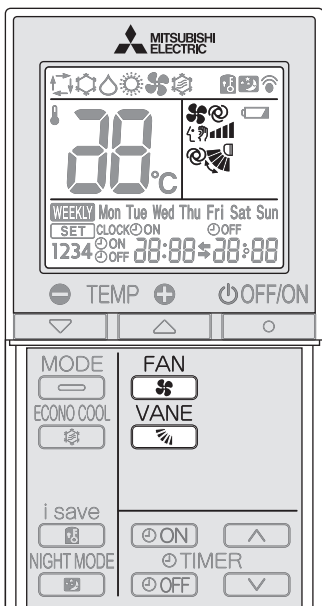 MITSUBISHI
ELECTRIC
88°C
WEEKLY Mon Tue Wed Thu Fri Sat Sun
SET CLOCK ON OFF
1234 ON OFF 88:88 88:88
TEMP OFF/ON
MODE FAN
ECONO COOL VANE
i save
ON
NIGHT MODE TIMER
OFF